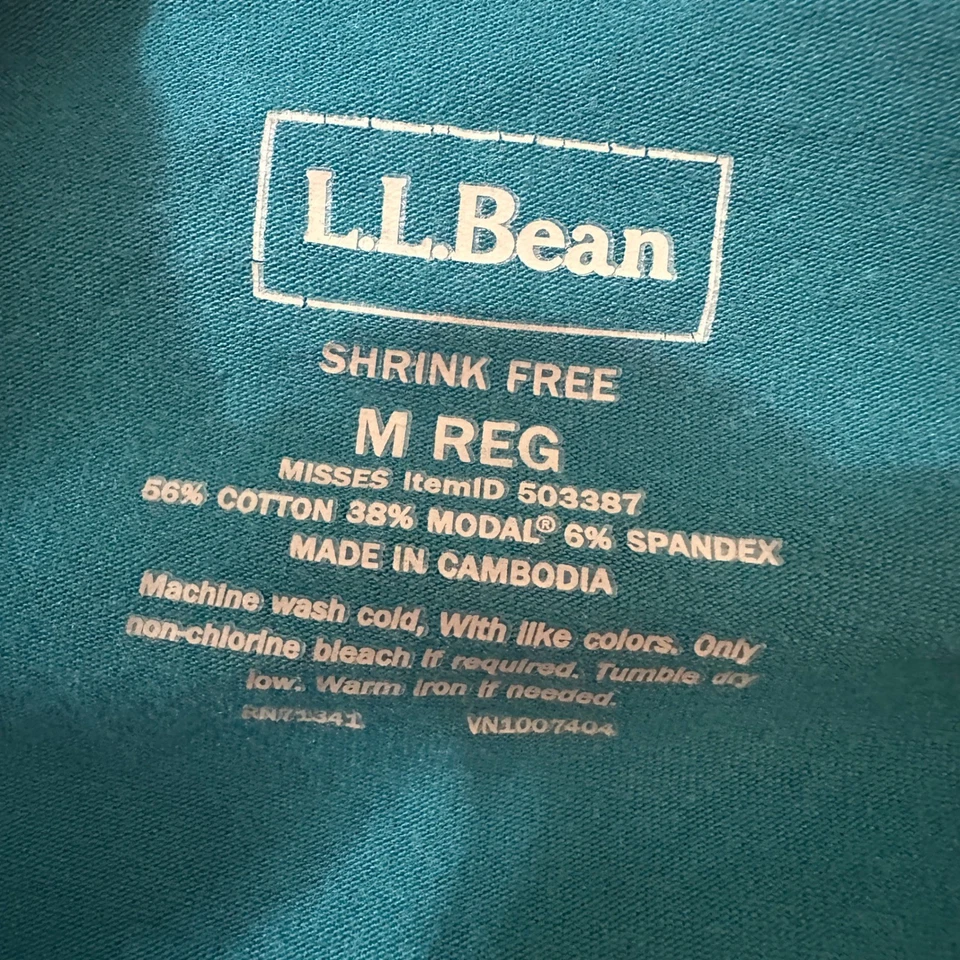 L.L.Bean
SHRINK FREE
M REG
MISSES ItemID 503387
56% COTTON 38% MODAL® 6% SPANDEX
MADE IN CAMBODIA
Machine wash cold, With like colors. Only
non-chlorine bleach if required. Tumble dry
low. Warm iron if needed.
RN71341 VN1007404